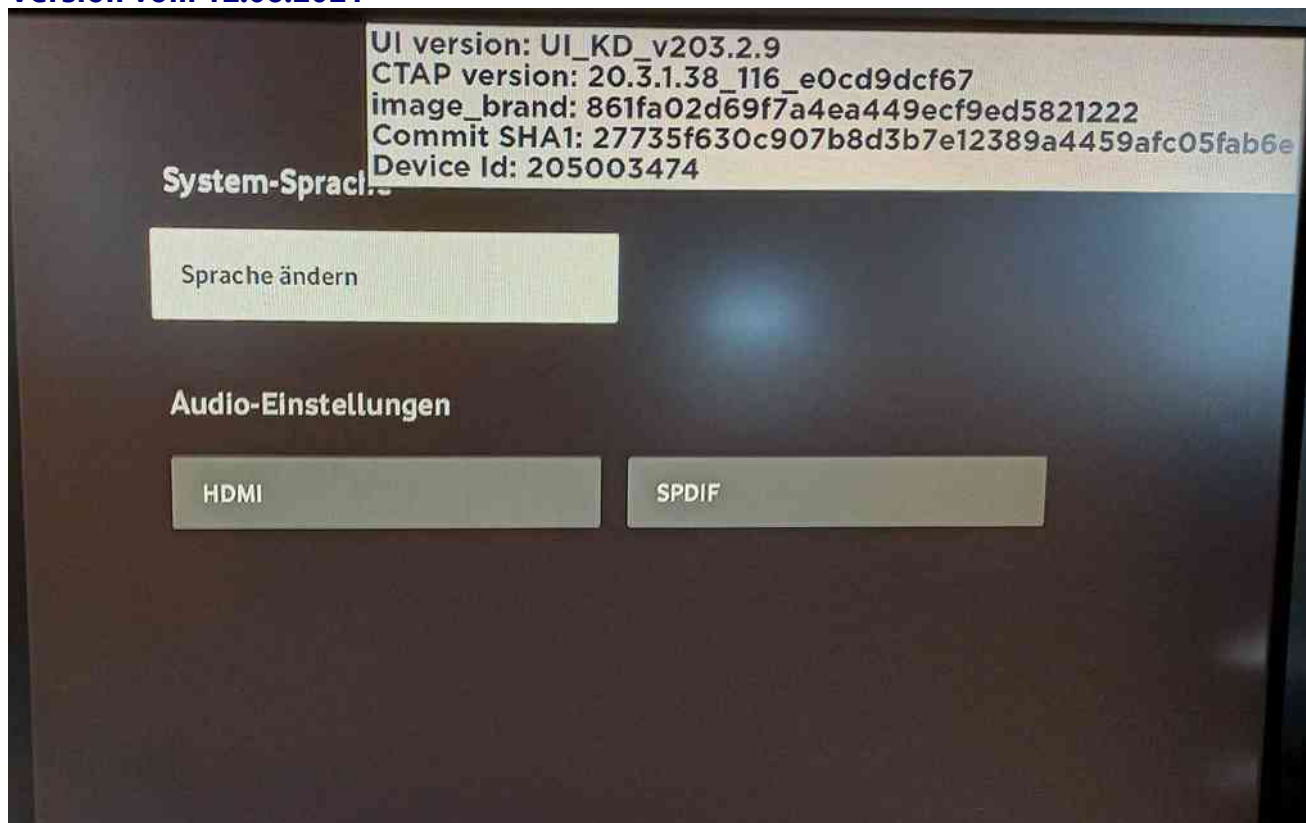 UI version: UI_KD_v203.2.9
CTAP version: 20.3.1.38_116_e0cd9dcf67
image_brand: 861fa02d69f7a4ea449ecf9ed5821222
Commit SHA1: 27735f630c907b8d3b7e12389a4459afc05fab6e
Device Id: 205003474
Sprache ändern
Audio-Einstellungen
HDMI
SPDIF